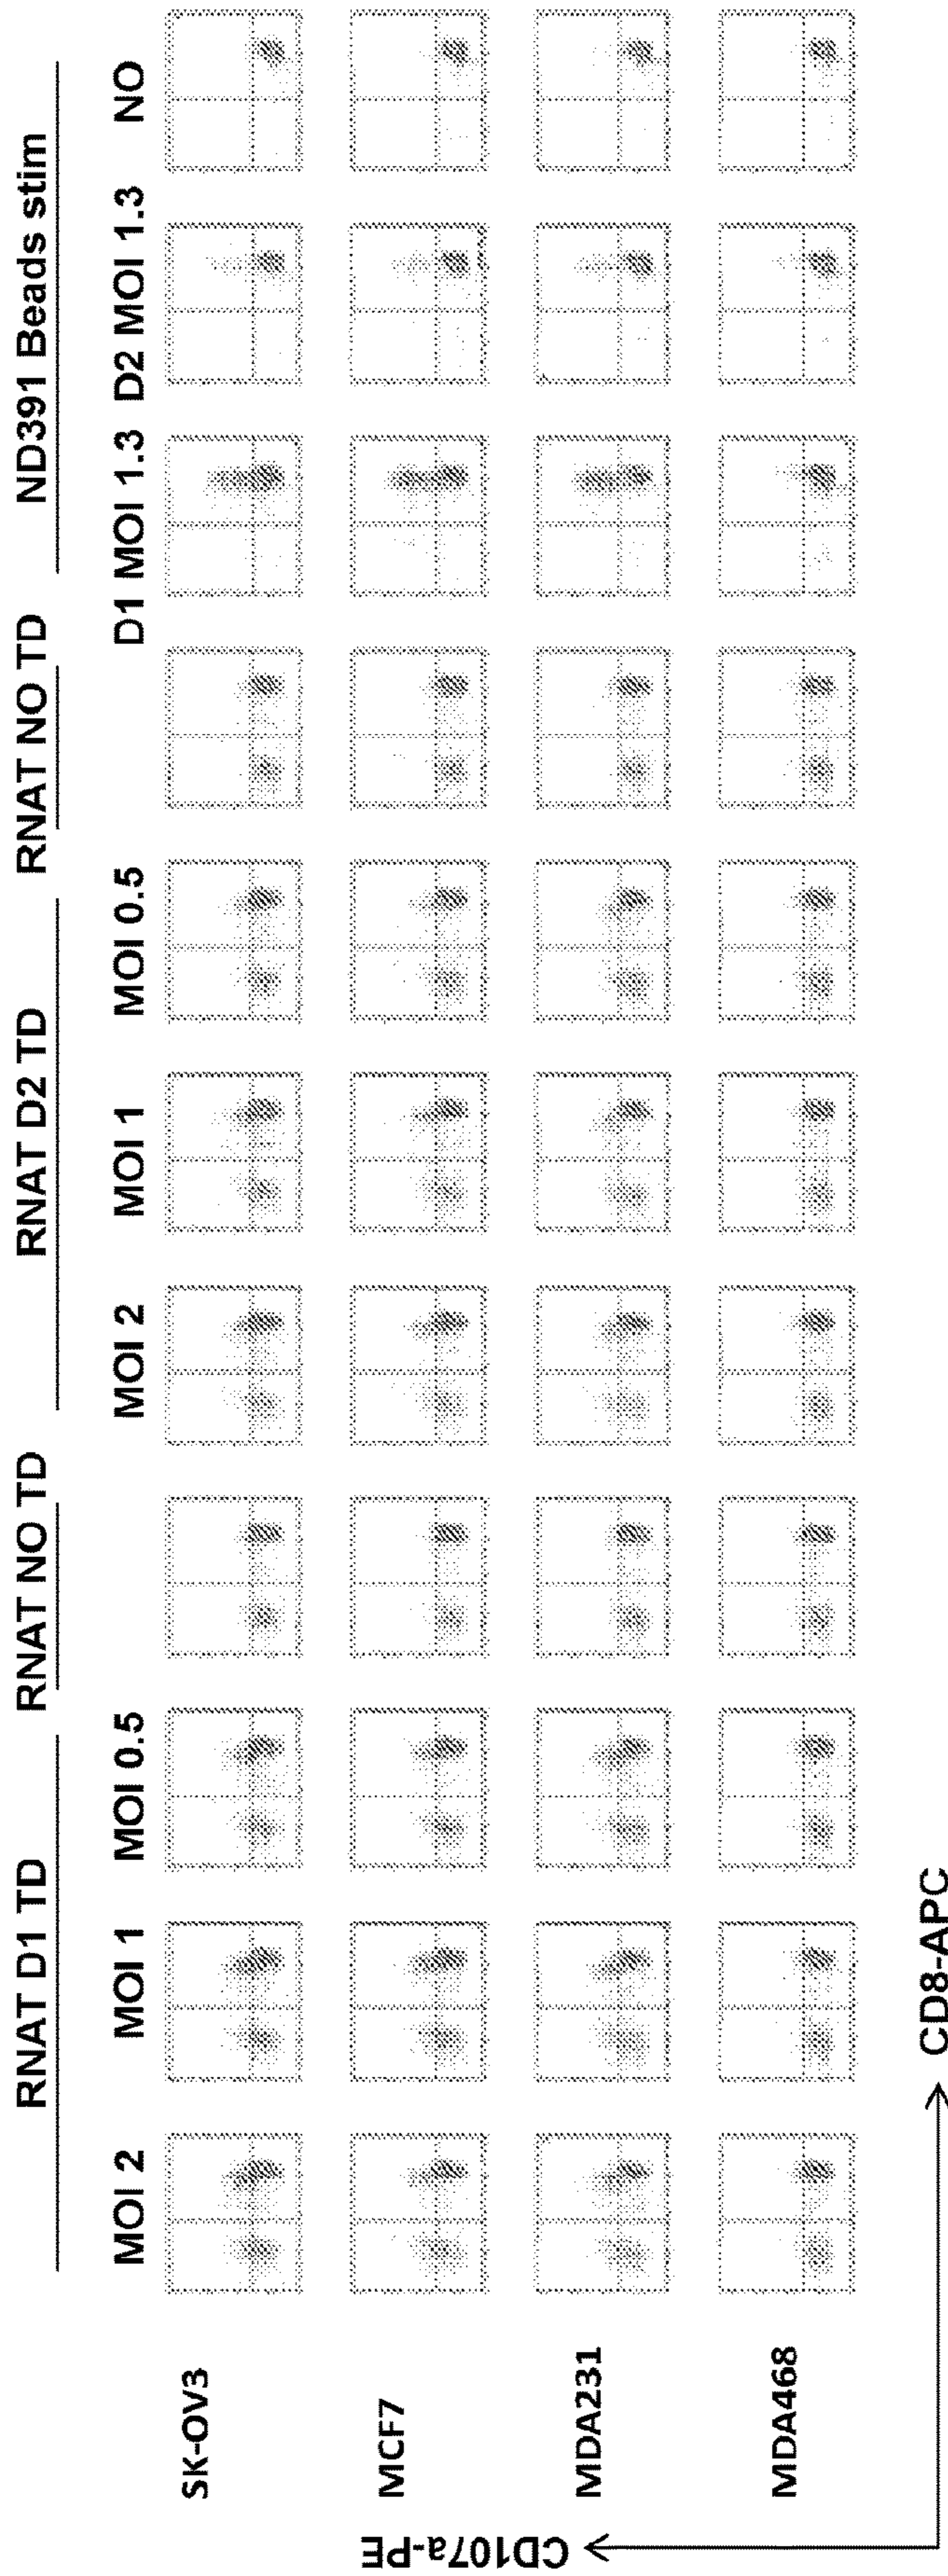 RNAT D1 TD RNAT NO TD RNAT D2 TD RNAT NO TD ND391 Beads stim
MOI 2 MOI 1 MOI 0.5 MOI 2 MOI 1 MOI 0.5 D1 MOI 1.3 D2 MOI 1.3 NO
SK-OV3
MCF7
MDA231
MDA468
CD107a-PE
CD8-APC